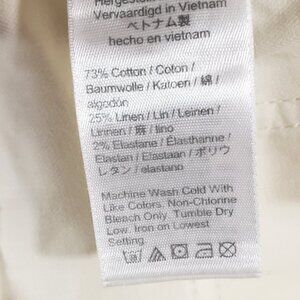 Hergestellt
Vervaardigd in Vietnam
ベトナム製
hecho en vietnam
73% Cotton / Coton /
Baumwolle / Katoen / 綿 /
algodón
25% Linen / Lin / Leinen /
Linnen / 麻 / lino
2% Elastane / Élasthanne /
Elastan / Elastaan / ポリウ
レタン / elastano
Machine Wash Cold With
Like Colors. Non-Chlorine
Bleach Only. Tumble Dry
Low. Iron on Lowest
Setting.